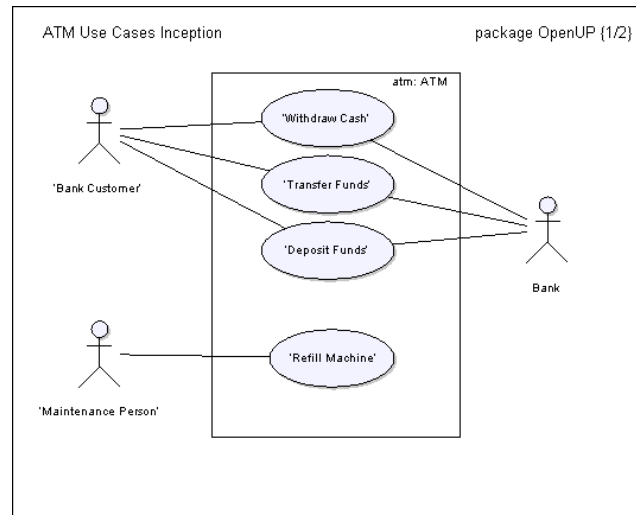 ATM Use Cases Inception
package OpenUP {1/2}
atm: ATM
'Withdraw Cash'
'Bank Customer'
'Transfer Funds'
'Deposit Funds'
Bank
'Refill Machine'
'Maintenance Person'